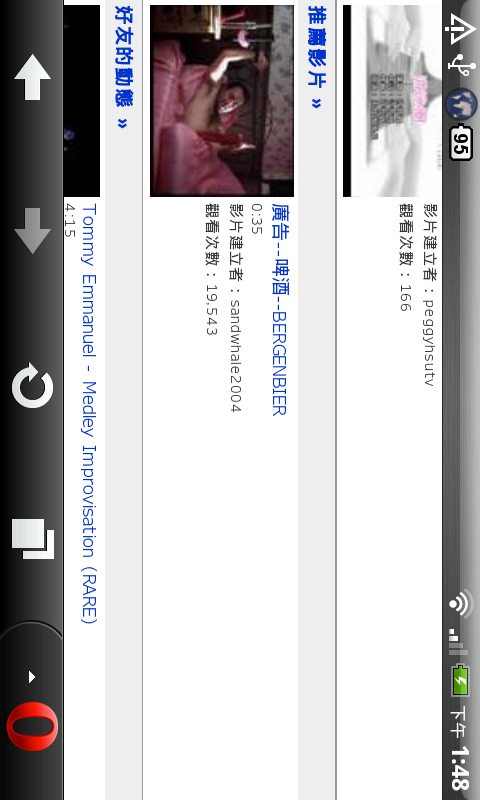 95
下午 1:48
影片建立者：peggyhsutv
觀看次數：166
推薦影片 »
廣告--啤酒--BERGENBIER
0:35
影片建立者：sandwhale2004
觀看次數：19,543
好友的動態 »
Tommy Emmanuel - Medley Improvisation (RARE)
4:15